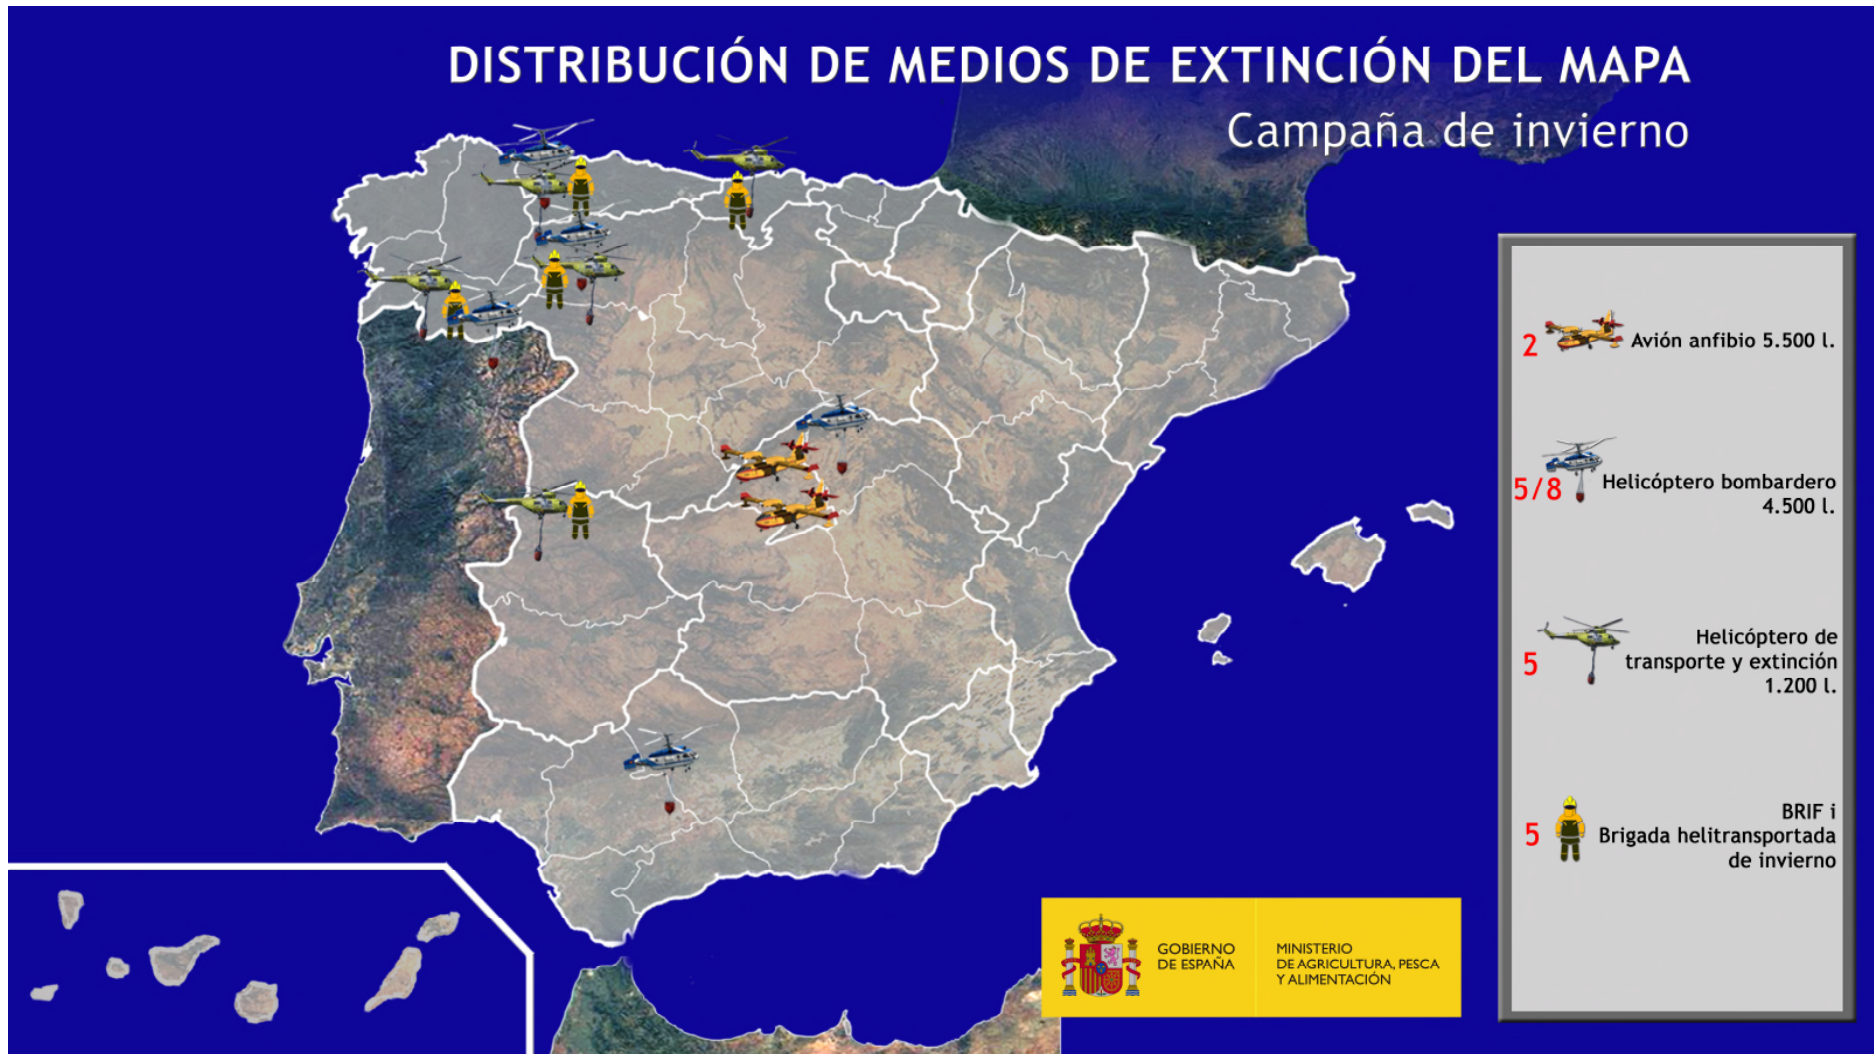 DISTRIBUCIÓN DE MEDIOS DE EXTINCIÓN DEL MAPA
Campaña de invierno
2
Avión anfibio 5.500 l.
5/8
Helicóptero bombardero
4.500 l.
5
Helicóptero de
transporte y extinción
1.200 l.
5
BRIF i
Brigada helitransportada
de invierno
GOBIERNO
DE ESPAÑA
MINISTERIO
DE AGRICULTURA, PESCA
Y ALIMENTACIÓN